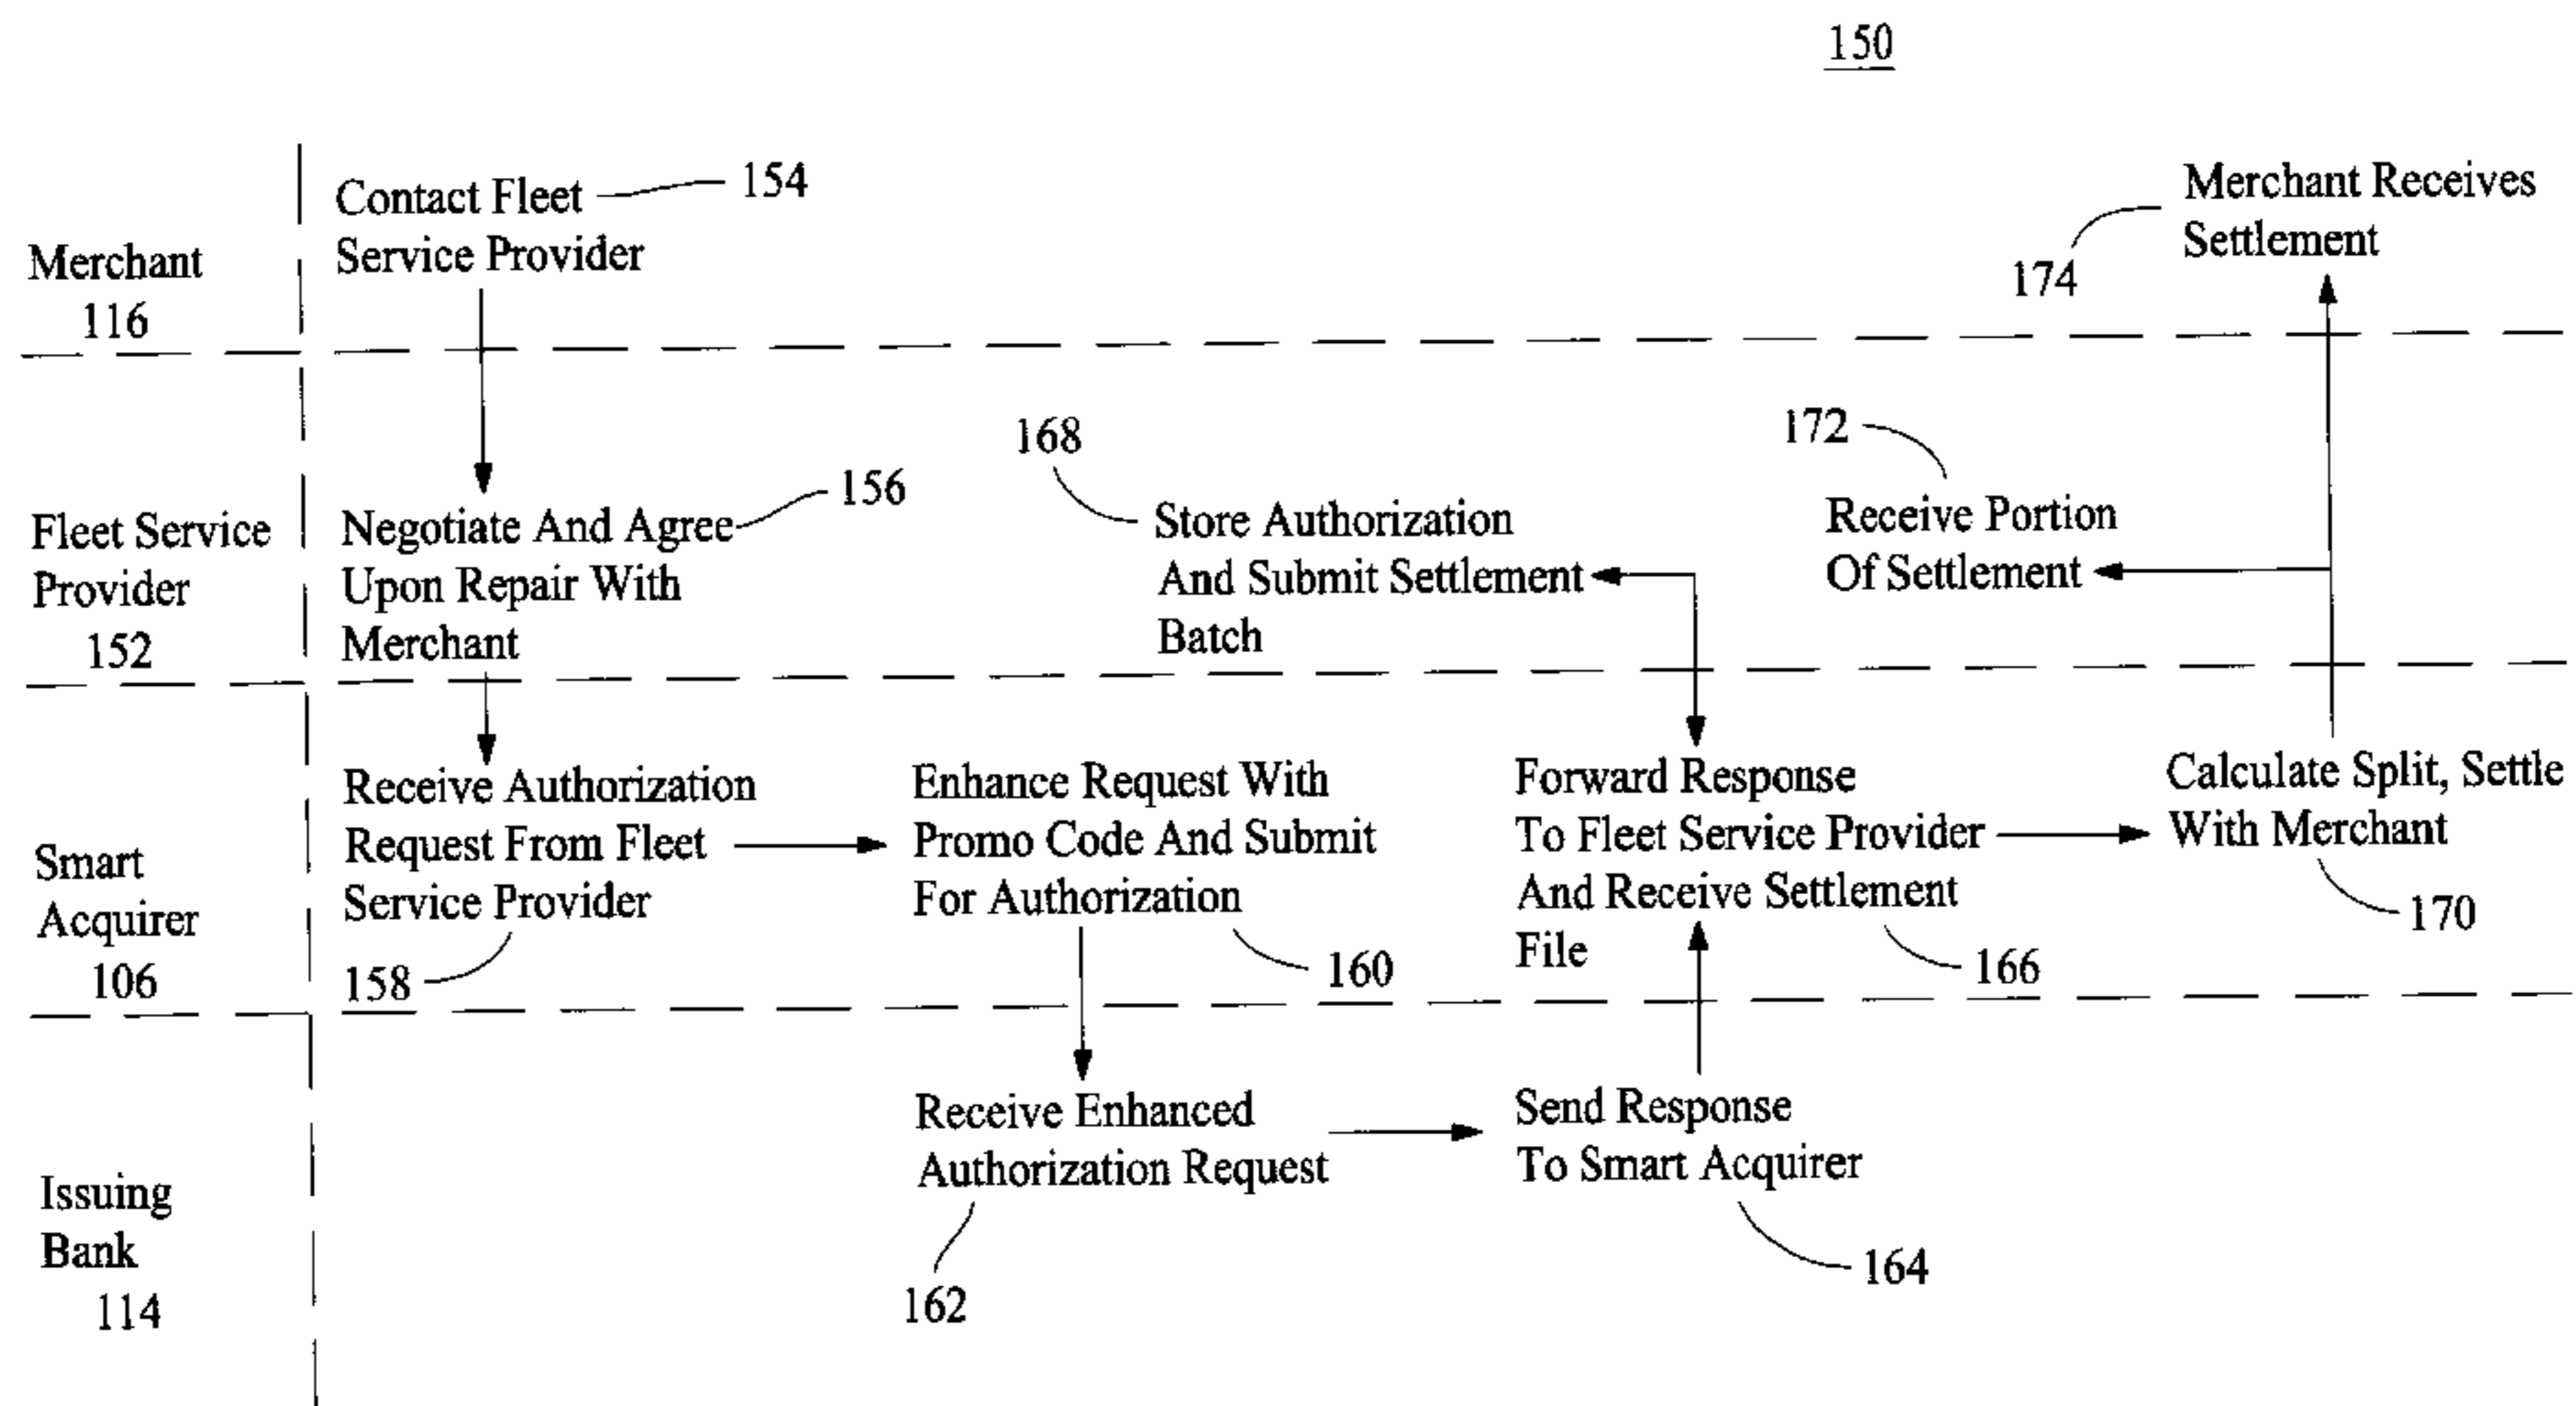 150
Merchant
116
Contact Fleet
Service Provider
154
Merchant Receives
Settlement
174
Fleet Service
Provider
152
Negotiate And Agree
Upon Repair With
Merchant
156
168
Store Authorization
And Submit Settlement
Batch
172
Receive Portion
Of Settlement
Smart
Acquirer
106
Receive Authorization
Request From Fleet
Service Provider
158
Enhance Request With
Promo Code And Submit
For Authorization
160
Forward Response
To Fleet Service Provider
And Receive Settlement
File
166
Calculate Split, Settle
With Merchant
170
Issuing
Bank
114
Receive Enhanced
Authorization Request
162
Send Response
To Smart Acquirer
164